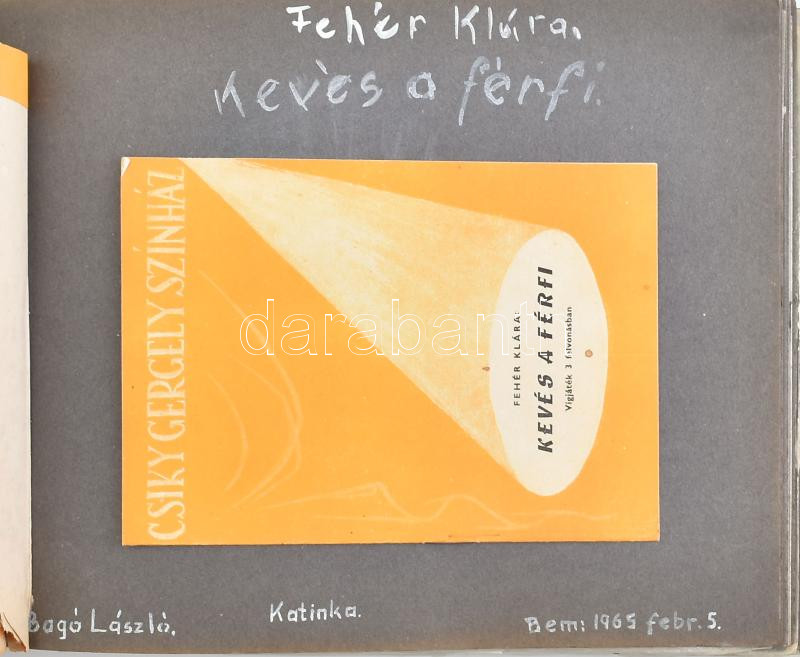 Fehér Klára.
Kevés a férfi.
CSIKY GERGELY SZÍNHÁZ
FEHÉR KLÁRA:
KEVÉS A FÉRFI
Vígjáték 3 felvonásban
darabanth
Bagó László.
Katinka.
Bem: 1965 febr. 5.